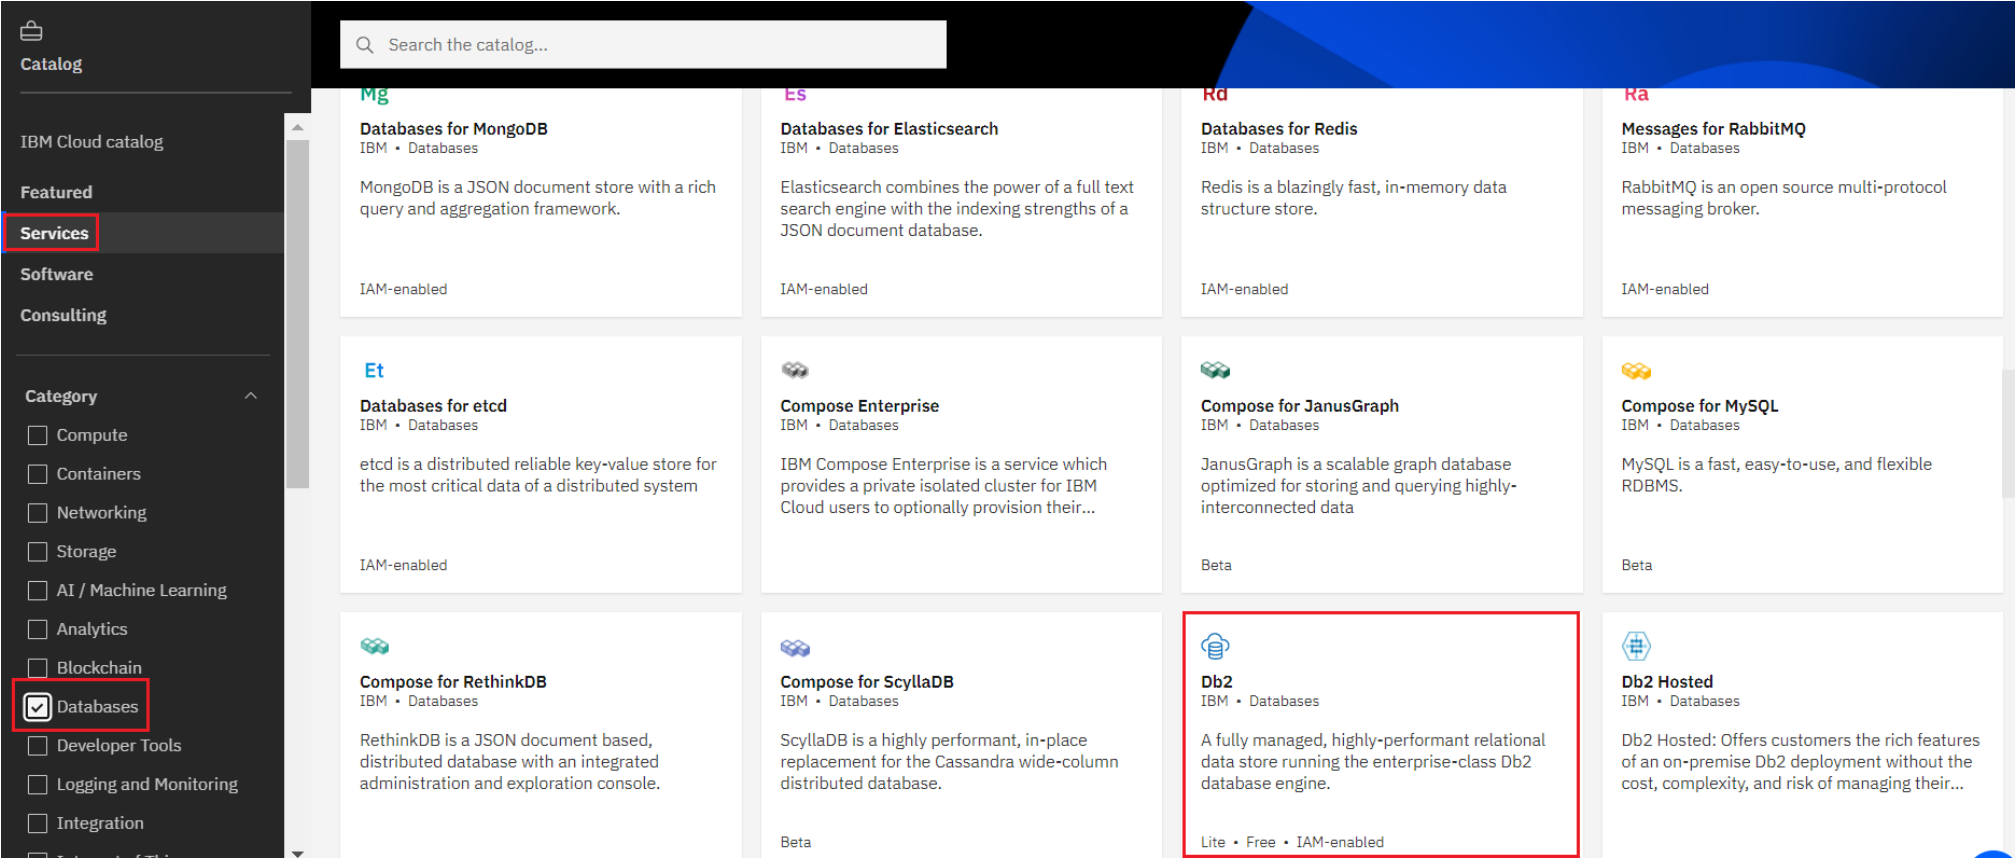 Catalog
Search the catalog...
IBM Cloud catalog
Featured
Services
Software
Consulting
Category
Compute
Containers
Networking
Storage
AI / Machine Learning
Analytics
Blockchain
Databases
Developer Tools
Logging and Monitoring
Integration
Mg
Databases for MongoDB
IBM • Databases
MongoDB is a JSON document store with a rich
query and aggregation framework.
IAM-enabled
Es
Databases for Elasticsearch
IBM • Databases
Elasticsearch combines the power of a full text
search engine with the indexing strengths of a
JSON document database.
IAM-enabled
Rd
Databases for Redis
IBM • Databases
Redis is a blazingly fast, in-memory data
structure store.
IAM-enabled
Ra
Messages for RabbitMQ
IBM • Databases
RabbitMQ is an open source multi-protocol
messaging broker.
IAM-enabled
Et
Databases for etcd
IBM • Databases
etcd is a distributed reliable key-value store for
the most critical data of a distributed system
IAM-enabled
Compose Enterprise
IBM • Databases
IBM Compose Enterprise is a service which
provides a private isolated cluster for IBM
Cloud users to optionally provision their...
Compose for JanusGraph
IBM • Databases
JanusGraph is a scalable graph database
optimized for storing and querying highly-
interconnected data
Beta
Compose for MySQL
IBM • Databases
MySQL is a fast, easy-to-use, and flexible
RDBMS.
Beta
Compose for RethinkDB
IBM • Databases
RethinkDB is a JSON document based,
distributed database with an integrated
administration and exploration console.
Compose for ScyllaDB
IBM • Databases
ScyllaDB is a highly performant, in-place
replacement for the Cassandra wide-column
distributed database.
Beta
Db2
IBM • Databases
A fully managed, highly-performant relational
data store running the enterprise-class Db2
database engine.
Lite • Free • IAM-enabled
Db2 Hosted
IBM • Databases
Db2 Hosted: Offers customers the rich features
of an on-premise Db2 deployment without the
cost, complexity, and risk of managing their...